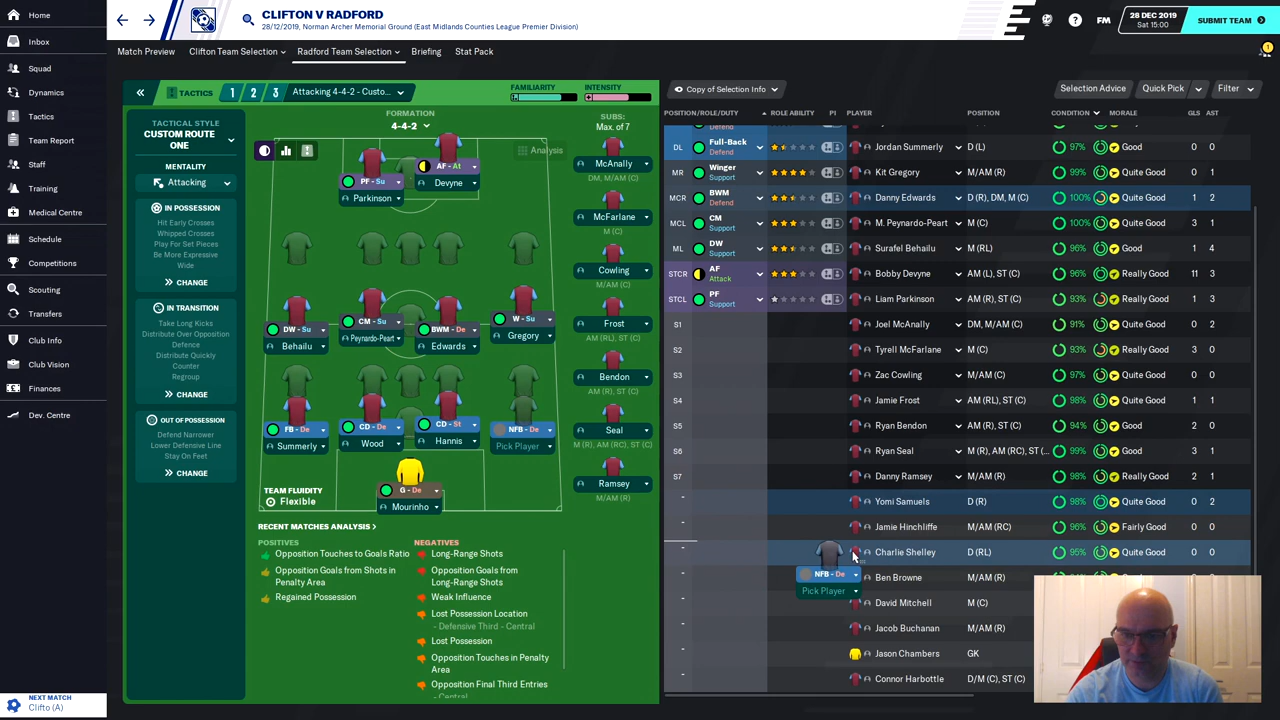 Inbox
Squad
Dynamics
Team Report
Tactics
Staff
Training
Medical Centre
Schedule
Competitions
Scouting
Transfers
Club Info
Club Vision
Finances
Dev. Centre
NEXT MATCH
Clifto (A)
CLIFTON V RADFORD
28/12/2019, Norman Archer Memorial Ground (East Midlands Counties League Premier Division)
FM
28 DEC 2019
Sat
SUBMIT TEAM
Match Preview
Clifton Team Selection
Radford Team Selection
Briefing
Stat Pack
TACTICS
1 2 3
Attacking 4-4-2 - Custo...
FAMILIARITY
INTENSITY
TACTICAL STYLE
CUSTOM ROUTE
ONE
MENTALITY
Attacking
IN POSSESSION
Hit Early Crosses
Whipped Crosses
Play For Set Pieces
Be More Expressive
Wide
CHANGE
IN TRANSITION
Take Long Kicks
Distribute Over Opposition
Defence
Distribute Quickly
Counter
Regroup
CHANGE
OUT OF POSSESSION
Defend Narrower
Lower Defensive Line
Stay On Feet
CHANGE
FORMATION
4-4-2
Analysis
PF - Su
Parkinson
AF - At
Devyne
DW - Su
Behailu
CM - Su
Peynardo-Peart
BWM - De
Edwards
W - Su
Gregory
FB - De
Summerly
CD - De
Wood
CD - St
Hannis
NFB - De
Pick Player
G - De
Mourinho
TEAM FLUIDITY
Flexible
SUBS:
Max. of 7
McAnally
DM, M/AM (C)
McFarlane
M (C)
Cowling
M/AM (C)
Frost
AM (RL), ST (C)
Bendon
AM (R), ST (C)
Seal
M (R), AM (RC), ST (C)
Ramsey
M/AM (R)
RECENT MATCHES ANALYSIS >
POSITIVES
Opposition Touches to Goals Ratio
Opposition Goals from Shots in
Penalty Area
Regained Possession
NEGATIVES
Long-Range Shots
Opposition Goals from
Long-Range Shots
Weak Influence
Lost Possession Location
- Defensive Third - Central
Lost Possession
Opposition Touches in Penalty
Area
Opposition Final Third Entries
- Central
Copy of Selection Info
Selection Advice
Quick Pick
Filter
POSITION/ROLE/DUTY ROLE ABILITY PI PLAYER POSITION CONDITION MORALE GLS AST
Defend
DL Full-Back Defend Jordan Summerly D (L) 97% Good 0 0
MR Winger Support Kit Gregory M/AM (R) 99% Quite Good 0 1
MCR BWM Defend Danny Edwards D (R), DM, M (C) 100% Quite Good 1 2
MCL CM Support M. Peynardo-Peart M (C) 100% Quite Good 3 1
ML DW Support Surafel Behailu M (RL) 96% Good 1 4
STCR AF Attack Bobby Devyne AM (L), ST (C) 96% Really Good 11 3
STCL PF Support Liam Parkinson AM (R), ST (C) 93% Really Good 1 3
S1 Joel McAnally DM, M/AM (C) 91% Quite Good 1 2
S2 Tyrell McFarlane M (C) 93% Really Good 3 0
S3 Zac Cowling M/AM (C) 97% Quite Good 0 0
S4 Jamie Frost AM (RL), ST (C) 98% Quite Good 1 1
S5 Ryan Bendon AM (R), ST (C) 94% Really Good 0 0
S6 Ryan Seal M (R), AM (RC), ST (... 99% Good 3 1
S7 Danny Ramsey M/AM (R) 98% Really Good 2 1
- Yomi Samuels D (R) 98% Quite Good 0 2
- Jamie Hinchliffe M/AM (RC) 96% Fairly Good 0 0
- Charlie Shelley D (RL) 95% Quite Good 0 0
- Ben Browne M/AM (R)
- David Mitchell M (C)
- Jacob Buchanan M/AM (R)
- Jason Chambers GK
- Connor Harbottle D/M (C), ST (C)
NFB - De
Pick Player